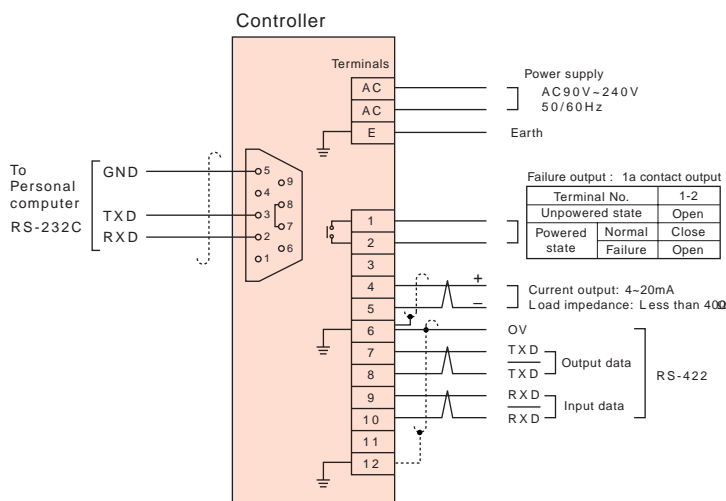 Controller
Terminals
AC
AC
E
Power supply
AC90V~240V
50/60Hz
Earth
To
Personal
computer
RS-232C
GND
TXD
RXD
5
9
4
8
3
7
2
6
1
Failure output : 1a contact output
Terminal No. 1-2
Unpowered state Open
Powered state Normal Close
Failure Open
1
2
3
4
5
6
7
8
9
10
11
12
+
−
Current output: 4~20mA
Load impedance: Less than 400Ω
OV
TXD
TXD
Output data
RXD
RXD
Input data
RS-422